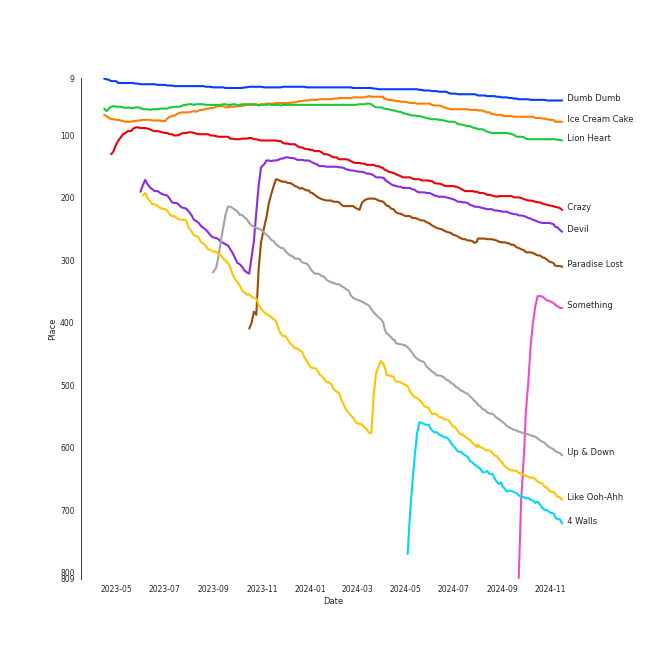 9
100
200
300
400
500
600
700
800
809
Place
2023-05
2023-07
2023-09
2023-11
2024-01
2024-03
2024-05
2024-07
2024-09
2024-11
Date
Dumb Dumb
Ice Cream Cake
Lion Heart
Crazy
Devil
Paradise Lost
Something
Up & Down
Like Ooh-Ahh
4 Walls